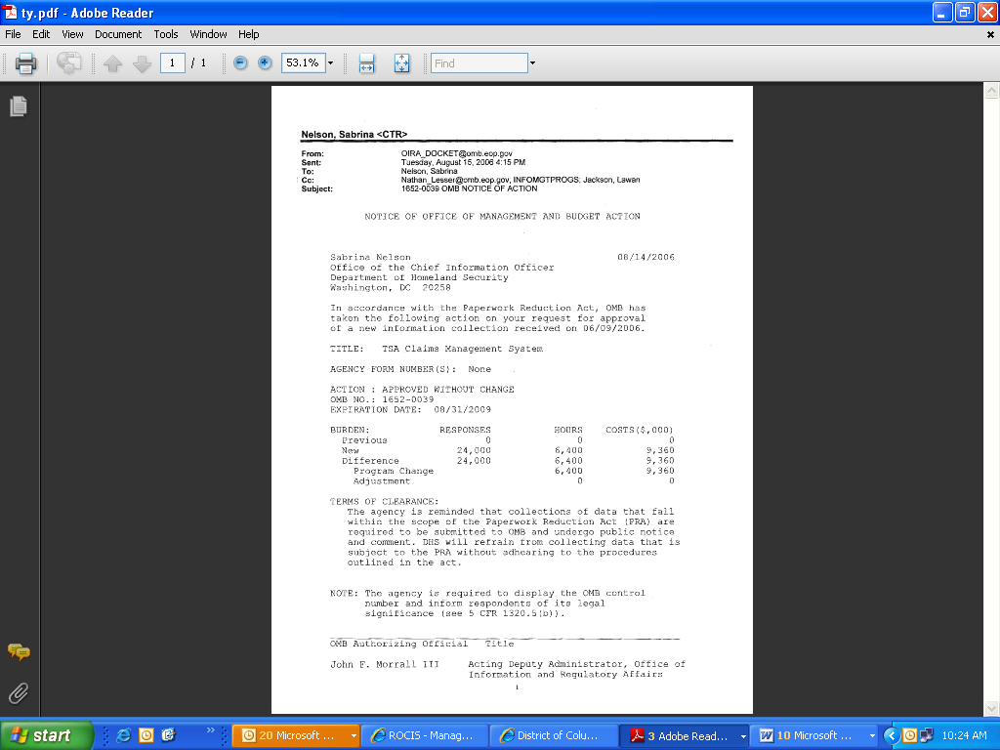 ty.pdf - Adobe Reader
File Edit View Document Tools Window Help
1 / 1 53.1% Find
Nelson, Sabrina <CTR>
From: OIRA_DOCKET@omb.eop.gov
Sent: Tuesday, August 15, 2006 4:15 PM
To: Nelson, Sabrina
Cc: Nathan_Lesser@omb.eop.gov; INFOMGTPROGS; Jackson, Lawan
Subject: 1652-0039 OMB NOTICE OF ACTION
NOTICE OF OFFICE OF MANAGEMENT AND BUDGET ACTION
Sabrina Nelson 08/14/2006
Office of the Chief Information Officer
Department of Homeland Security
Washington, DC 20258
In accordance with the Paperwork Reduction Act, OMB has
taken the following action on your request for approval
of a new information collection received on 06/09/2006.
TITLE: TSA Claims Management System
AGENCY FORM NUMBER(S): None
ACTION : APPROVED WITHOUT CHANGE
OMB NO.: 1652-0039
EXPIRATION DATE: 08/31/2009
BURDEN: RESPONSES HOURS COSTS($,000)
Previous 0 0 0
New 24,000 6,400 9,360
Difference 24,000 6,400 9,360
Program Change 6,400 9,360
Adjustment 0 0
TERMS OF CLEARANCE:
The agency is reminded that collections of data that fall
within the scope of the Paperwork Reduction Act (PRA) are
required to be submitted to OMB and undergo public notice
and comment. DHS will refrain from collecting data that is
subject to the PRA without adhearing to the procedures
outlined in the act.
NOTE: The agency is required to display the OMB control
number and inform respondents of its legal
significance (see 5 CFR 1320.5(b)).
OMB Authorizing Official Title
John F. Morrall III Acting Deputy Administrator, Office of
Information and Regulatory Affairs
1
start 20 Microsoft ... ROCIS - Manag... District of Colu... 3 Adobe Read... 10 Microsoft ... 10:24 AM